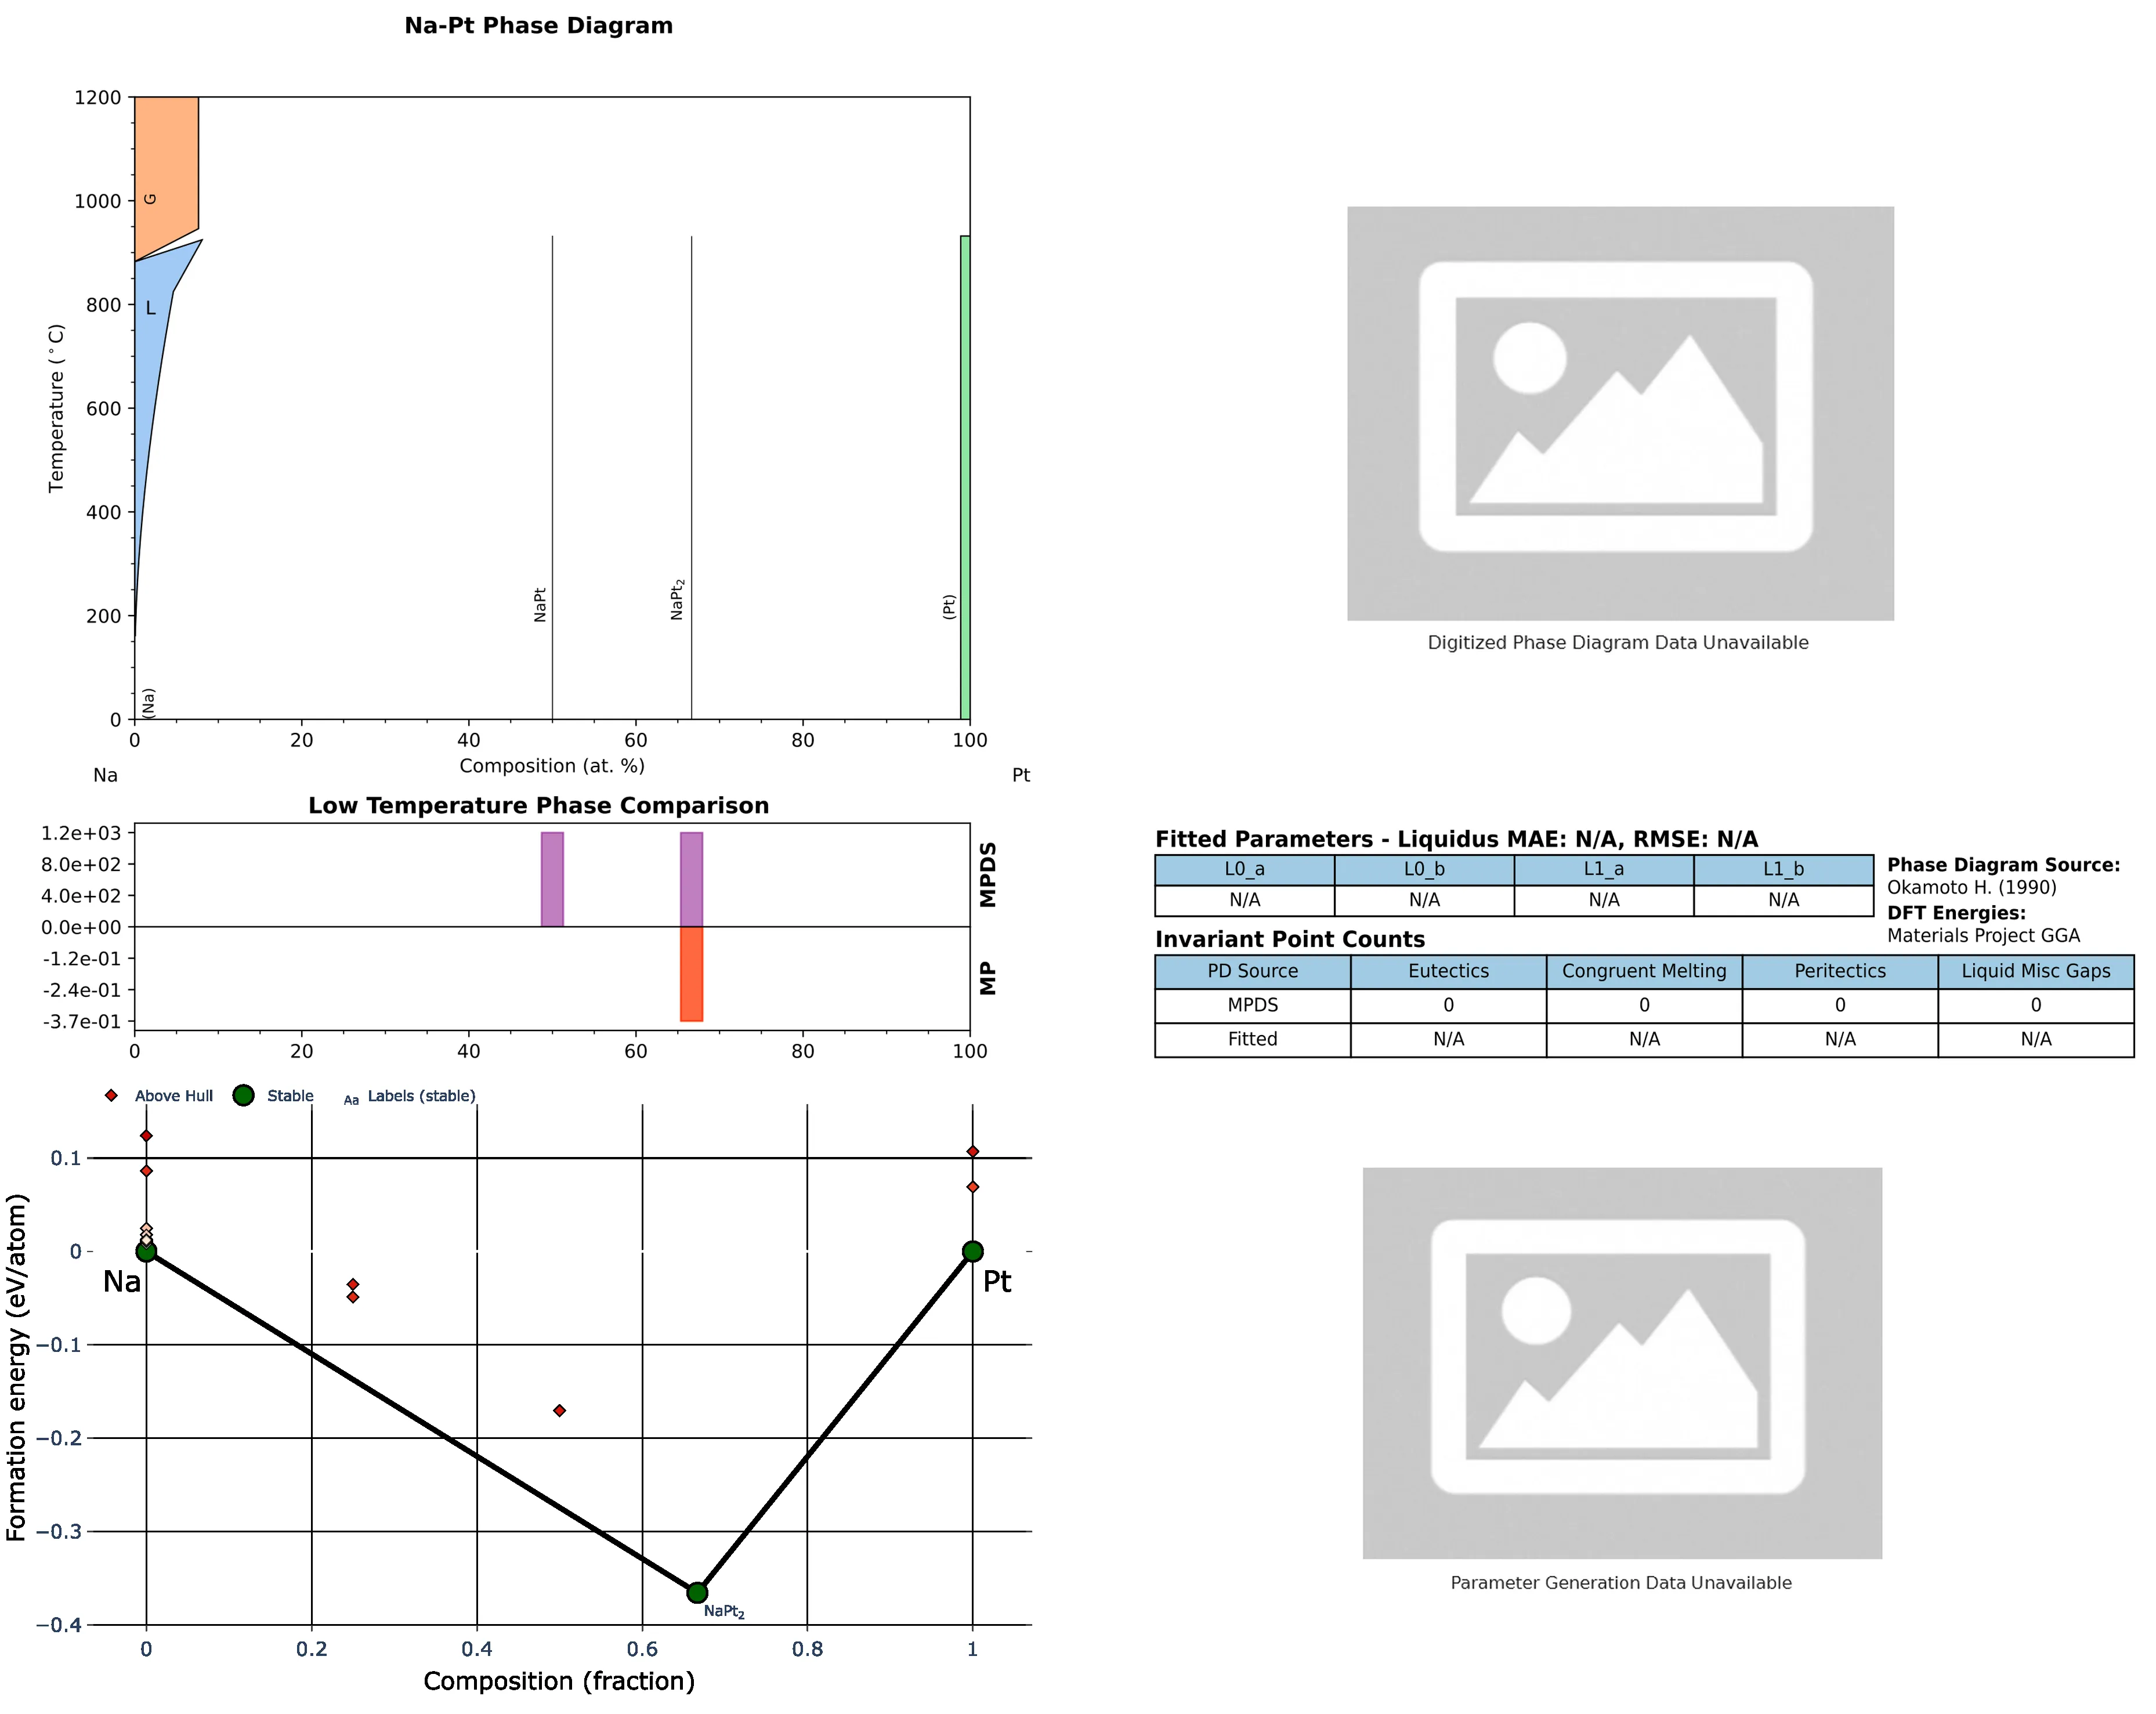 Na-Pt Phase Diagram
1200
1000
800
600
400
200
0
Temperature (°C)
G
L
(Na)
NaPt
NaPt₂
(Pt)
0 20 40 60 80 100
Composition (at. %)
Na Pt
Digitized Phase Diagram Data Unavailable
Low Temperature Phase Comparison
1.2e+03
8.0e+02
4.0e+02
0.0e+00
-1.2e-01
-2.4e-01
-3.7e-01
MPDS
MP
0 20 40 60 80 100
Fitted Parameters - Liquidus MAE: N/A, RMSE: N/A
L0_a L0_b L1_a L1_b
N/A N/A N/A N/A
Phase Diagram Source:
Okamoto H. (1990)
DFT Energies:
Materials Project GGA
Invariant Point Counts
PD Source Eutectics Congruent Melting Peritectics Liquid Misc Gaps
MPDS 0 0 0 0
Fitted N/A N/A N/A N/A
Above Hull Stable Aa Labels (stable)
0.1
0
−0.1
−0.2
−0.3
−0.4
Formation energy (eV/atom)
Na
Pt
NaPt₂
0 0.2 0.4 0.6 0.8 1
Composition (fraction)
Parameter Generation Data Unavailable